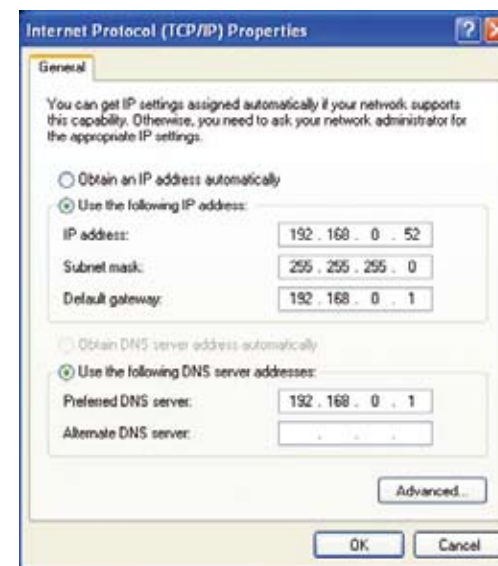 Internet Protocol (TCP/IP) Properties
General
You can get IP settings assigned automatically if your network supports
this capability. Otherwise, you need to ask your network administrator for
the appropriate IP settings.
Obtain an IP address automatically
Use the following IP address:
IP address: 192 . 168 . 0 . 52
Subnet mask: 255 . 255 . 255 . 0
Default gateway: 192 . 168 . 0 . 1
Obtain DNS server address automatically
Use the following DNS server addresses:
Preferred DNS server: 192 . 168 . 0 . 1
Alternate DNS server: . . .
Advanced...
OK Cancel